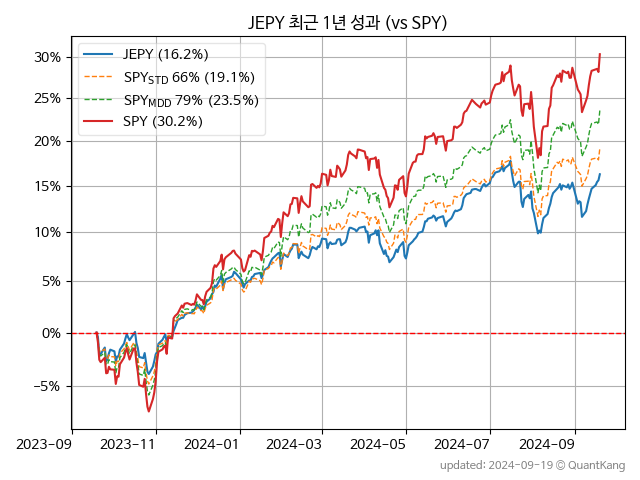 JEPY 최근 1년 성과 (vs SPY)
JEPY (16.2%)
SPY_STD 66% (19.1%)
SPY_MDD 79% (23.5%)
SPY (30.2%)
30%
25%
20%
15%
10%
5%
0%
−5%
2023-09 2023-11 2024-01 2024-03 2024-05 2024-07 2024-09
updated: 2024-09-19 © QuantKang